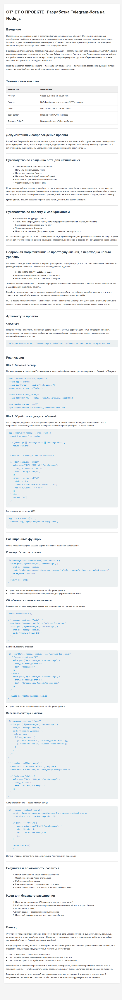 ОТЧЁТ О ПРОЕКТЕ: Разработка Telegram-бота на
Node.js
Введение
Современные мессенджеры давно перестали быть просто средством общения. Они стали полноценными
платформами, на базе которых создаются умные ассистенты, игровые механики, системы опросов, интеграции с
бизнесом и даже целые образовательные сервисы. Одним из самых популярных инструментов для этих целей
является Telegram, благодаря открытому API и поддержке ботов.
В рамках данного проекта мы поставили перед собой задачу — создать Telegram-бота на языке JavaScript (Node.js) с
использованием таких инструментов, как Express, Axios и body-parser. При этом цель была не просто сделать «бота,
который отвечает», а реализовать интерактивную, расширяемую архитектуру, способную запоминать состояние
пользователя, работать с командами и кнопками.
Проект развивался поэтапно: сначала — базовая реализация, затем — постепенное добавление функций, инлайн-
кнопок, логики обработки состояний и взаимодействия с пользователем.
Технологический стек
Технология Назначение
Node.js Среда выполнения JavaScript
Express Веб-фреймворк для создания REST-сервера
Axios Библиотека для HTTP-запросов
body-parser Парсинг тела POST-запросов
Telegram Bot API Взаимодействие с Telegram-ботом
Документация и сопровождение проекта
Разработка Telegram-бота — это не только код, но и его понятное описание, чтобы другие участники команды (или
даже будущие мы сами) могли быстро вникнуть, поддерживать и дорабатывать систему. Поэтому параллельно с
работой над функционалом, мы уделили особое внимание созданию документации.
Руководство по созданию бота для начинающих
• Зарегистрировать бота через BotFather
• Получить и использовать токен
• Настроить Node.js и Express
• Написать базовый обработчик сообщений
• Отправлять простые ответы пользователям
• Обрабатывать команды и кнопки
Это руководство было создано с расчётом на тех, кто никогда не писал ботов и даже, возможно, только начинает
свой путь в программировании. Мы включили в него примеры кода, визуальные пояснения, разбор ошибок и советы
по отладке. Все шаги были проверены на практике, чтобы читатель не остался наедине с "падает, не знаю почему".
Цель: сделать процесс создания первого бота лёгким, понятным и вдохновляющим.
Руководство по проекту и модификациям
• Архитектура и структура проекта
• Зачем и как мы разделили логику на блоки (обработка сообщений, кнопок, состояний)
• Какие команды реализованы и почему
• Что делает каждая функция
• Идеи для расширения (бот для викторин, справочник, чат-игра и т.д.)
Мы стремились сделать так, чтобы любой разработчик, открывший проект, мог разобраться в нём за 15 минут и сразу
начать работу. Это особенно важно в командной разработке, при передаче проекта или при доработке через месяцы.
Подробная модификация: не просто улучшения, а переход на новый
уровень
Мы также пошли дальше и добавили в проект расширенную модификацию, о которой говорилось выше. В основном
руководстве (для новичков) мы сознательно не вдавались в детали:
• не описывали работу callback_query
• не касались хранения состояния пользователя
• не объясняли, как делать пошаговые сценарии
Это было сделано осознанно — чтобы не перегружать начинающего разработчика. Однако в рамках данного отчёта
и модификации проекта мы решили:
Разобрать всё детально, шаг за шагом — как создаётся логика бота, как работает инлайн-клавиатура, что такое
userStates , как обрабатываются различные команды и почему это важно для UX.
Мы не просто улучшили проект — мы перевели его на новый уровень: теперь бот умеет вести диалог, обрабатывать
нажатия кнопок, задавать вопросы, запоминать, что делает пользователь, и действовать исходя из контекста.
Архитектура проекта
Структура
Проект построен на простом и понятном сервере Express, который обрабатывает POST-запросы от Telegram,
присылаемые при каждом новом сообщении или взаимодействии пользователя с ботом. Ниже показано, как
устроена базовая архитектура:
Telegram (user) -> POST /new-message -> Обработка сообщения -> Ответ через Telegram Bot API
Реализация
Шаг 1: Базовый сервер
Проект начинается с создания Express-сервера и настройки базового маршрута для приёма сообщений от Telegram.
const express = require("express")
const app = express()
const bodyParser = require("body-parser")
const axios = require("axios")
const TOKEN = "ВАШ_ТОКЕН_ТУТ"
const TELEGRAM_API = `https://api.telegram.org/bot${TOKEN}`
app.use(bodyParser.json())
app.use(bodyParser.urlencoded({ extended: true }))
Шаг 2: Обработка входящих сообщений
Мы проверяем, содержит ли входящее сообщение необходимые данные. Если да — анализируем текст и
отправляем соответствующий ответ. На первом этапе бот просто реагирует на слово "привет".
app.post("/new-message", (req, res) => {
const { message } = req.body
if (!message || !message.text || !message.chat) {
return res.end()
}
const text = message.text.toLowerCase()
if (text.includes("привет")) {
axios.post(`${TELEGRAM_API}/sendMessage`, {
chat_id: message.chat.id,
text: "вечер в хату!!",
})
.then(() => res.end("ok"))
.catch((err) => {
console.error("Ошибка отправки:", err)
res.end("Ошибка: " + err)
})
} else {
res.end("ok")
}
})
Бот запускается на порту 3000:
app.listen(3000, () => {
console.log("Сервер запущен на порту 3000")
})
Расширенные функции
После успешного запуска базовой версии мы начали поэтапное расширение:
Команда /start и справка
if (message.text.toLowerCase() === "/start") {
axios.post(`${TELEGRAM_API}/sendMessage`, {
chat_id: message.chat.id,
text: "Добро пожаловать! Доступные команды:\n/help - помощь\n/joke - случайный анекдот",
parse_mode: "Markdown"
})
return res.end()
}
• Цель: дать пользователю понимание, что бот умеет делать.
• Особенность: используется Markdown-разметка для форматирования текста.
Обработка состояния пользователя
Важным шагом стало внедрение механизма запоминания, что делает пользователь:
const userStates = {}
if (message.text === "/quiz") {
userStates[message.chat.id] = "waiting_for_answer"
axios.post(`${TELEGRAM_API}/sendMessage`, {
chat_id: message.chat.id,
text: "Сколько будет 2+2?"
})
}
Если пользователь отвечает:
if (userStates[message.chat.id] === "waiting_for_answer") {
if (message.text === "4") {
axios.post(`${TELEGRAM_API}/sendMessage`, {
chat_id: message.chat.id,
text: "Правильно!"
})
} else {
axios.post(`${TELEGRAM_API}/sendMessage`, {
chat_id: message.chat.id,
text: "Неправильно. Попробуйте ещё раз."
})
}
delete userStates[message.chat.id]
}
• Цель: дать пользователю понимание, что бот умеет делать.
Инлайн-клавиатура и кнопки
if (message.text === "/menu") {
axios.post(`${TELEGRAM_API}/sendMessage`, {
chat_id: message.chat.id,
text: "Выберите действие:",
reply_markup: {
inline_keyboard: [
[{ text: "Кнопка 1", callback_data: "btn1" }],
[{ text: "Кнопка 2", callback_data: "btn2" }]
]
}
})
}
if (req.body.callback_query) {
const data = req.body.callback_query.data
const chatId = req.body.callback_query.message.chat.id
if (data === "btn1") {
axios.post(`${TELEGRAM_API}/sendMessage`, {
chat_id: chatId,
text: "Вы нажали кнопку 1!"
})
}
}
А обработка кнопок — через callback_query:
if (req.body.callback_query) {
const { data, message: callbackMessage } = req.body.callback_query;
const chatId = callbackMessage.chat.id;
if (data === "btn1") {
await axios.post(`${API}/sendMessage`, {
chat_id: chatId,
text: "Вы нажали кнопку 1!"
});
}
return res.end();
}
Инлайн-клавиши делают бота более удобным и "приложением-подобным".
Результат и возможности развития
• Приём сообщений и ответ на ключевые слова
• Обработка команд (/start, /menu, /quiz)
• Работа с инлайн-кнопками
• Реализация логики с запоминанием состояния
• Асинхронные запросы и отправка ответов с помощью Axios
Идеи для будущего расширения
1. Интеграция с внешними API (анекдоты, погода, курсы валют)
2. Работа с базой данных — для хранения очков пользователей или истории общения
3. Многошаговые квизы
4. Локализация — поддержка нескольких языков
5. Интерфейс администратора для управления ботом
Вывод
Этот проект продемонстрировал, как из простого Telegram-бота можно постепенно вырастить функциональный,
интерактивный и отзывчивый инструмент. Несмотря на кажущуюся простоту архитектуры, за ботом стоит гибкая
система обработки сообщений, состояний и событий.
В ходе разработки Telegram-бота на Node.js мы не только построили полноценное, расширяемое приложение, но и
оформили весь процесс в виде доступных и понятных материалов:
• для начинающих — пошаговое руководство
• для разработчиков — техническое описание архитектуры и логики
• для развития проекта — глубокая модификация и идеи по расширению.
Проект теперь является не просто ботом, а шаблоном, платформой, на основе которой можно строить любые
телеграм-сервисы — от образовательных до развлекательных, от бизнес-инструментов до игровых приложений.
Благодаря чёткому подходу к разработке, вниманию к деталям, продуманной архитектуре и качественной
документации, проект может легко масштабироваться и передаваться другим участникам команды.